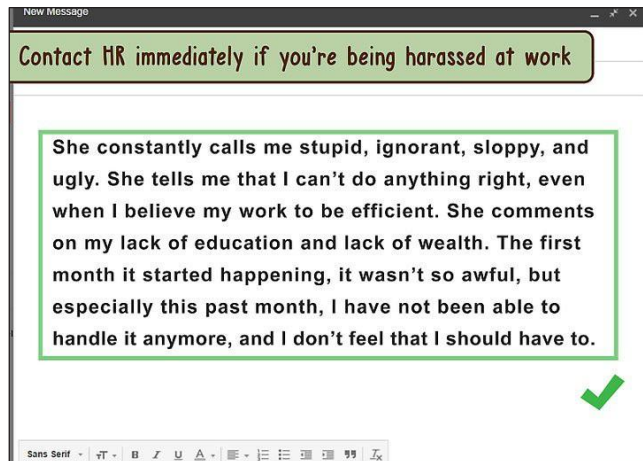 New Message
Contact HR immediately if you're being harassed at work
She constantly calls me stupid, ignorant, sloppy, and
ugly. She tells me that I can't do anything right, even
when I believe my work to be efficient. She comments
on my lack of education and lack of wealth. The first
month it started happening, it wasn't so awful, but
especially this past month, I have not been able to
handle it anymore, and I don't feel that I should have to.
Sans Serif